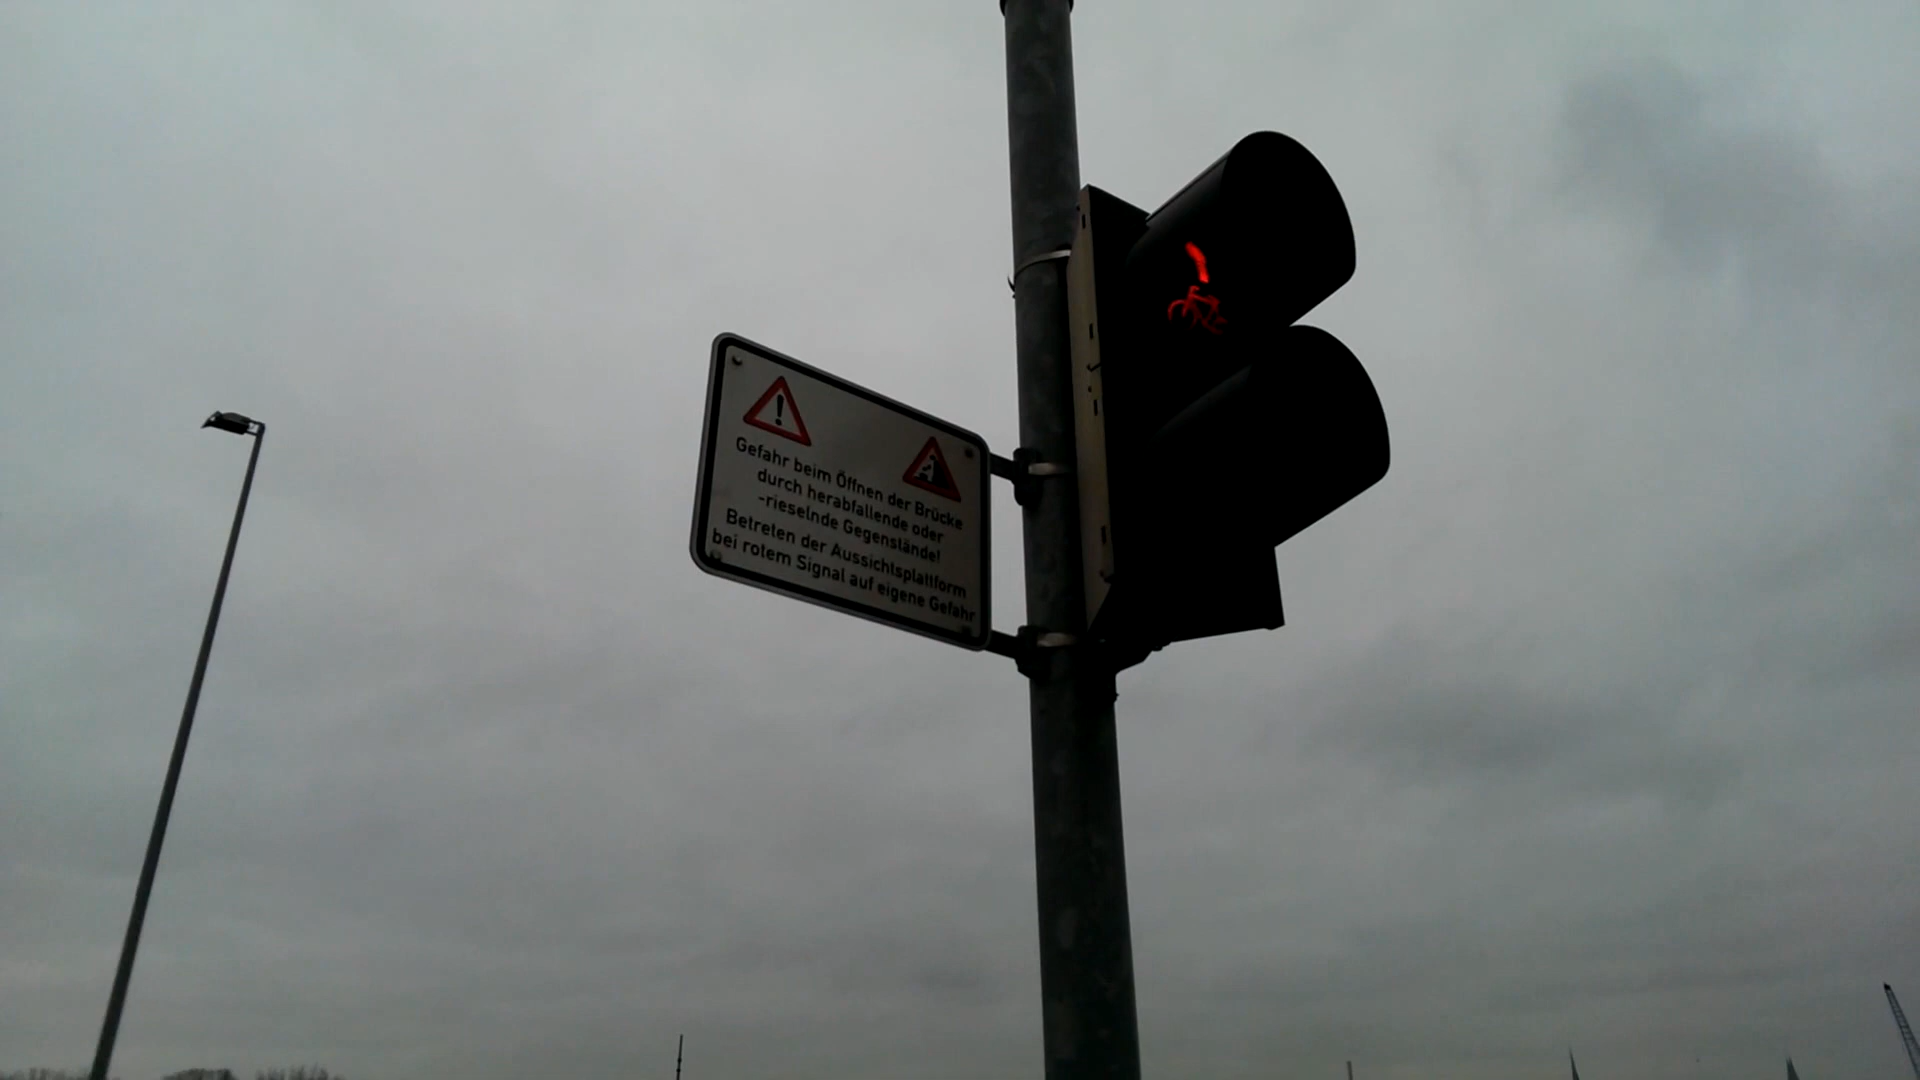 Gefahr beim Öffnen der Brücke
durch herabfallende oder
-rieselnde Gegenstände!
Betreten der Aussichtsplattform
bei rotem Signal auf eigene Gefahr